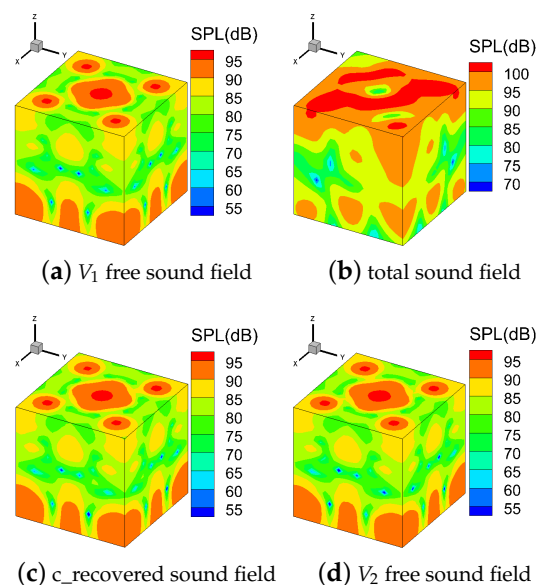 SPL(dB)
95
90
85
80
75
70
65
60
55
Z
X
Y
(a) V₁ free sound field
SPL(dB)
100
95
90
85
80
75
70
Z
X
Y
(b) total sound field
SPL(dB)
95
90
85
80
75
70
65
60
55
Z
X
Y
(c) c_recovered sound field
SPL(dB)
95
90
85
80
75
70
65
60
55
Z
X
Y
(d) V₂ free sound field